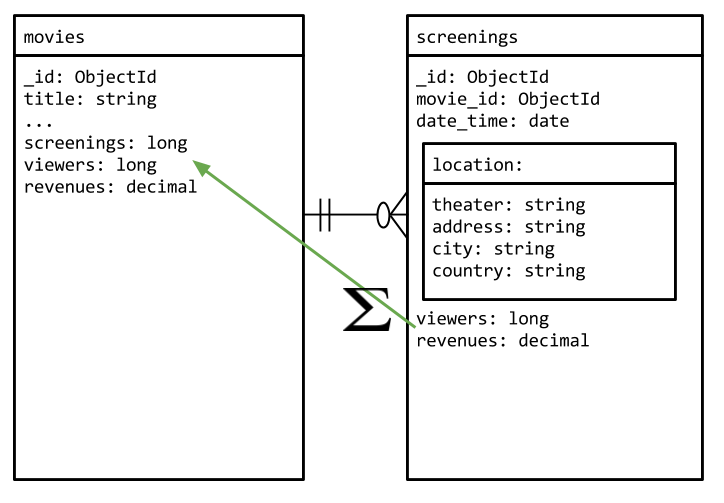 movies
_id: ObjectId
title: string
...
screenings: long
viewers: long
revenues: decimal
Σ
screenings
_id: ObjectId
movie_id: ObjectId
date_time: date
location:
theater: string
address: string
city: string
country: string
viewers: long
revenues: decimal